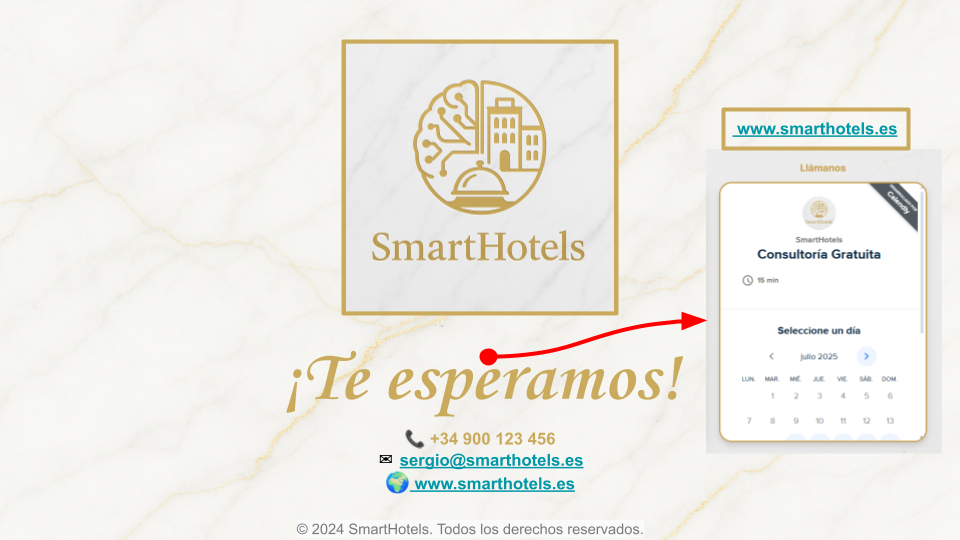 SmartHotels
¡Te esperamos!
📞 +34 900 123 456
✉ sergio@smarthotels.es
🌍 www.smarthotels.es
© 2024 SmartHotels. Todos los derechos reservados.
www.smarthotels.es
Llámanos
Calendly
SmartHotels
Consultoría Gratuita
15 min
Seleccione un día
julio 2025
LUN. MAR. MIÉ. JUE. VIE. SÁB. DOM.
1 2 3 4 5 6
7 8 9 10 11 12 13